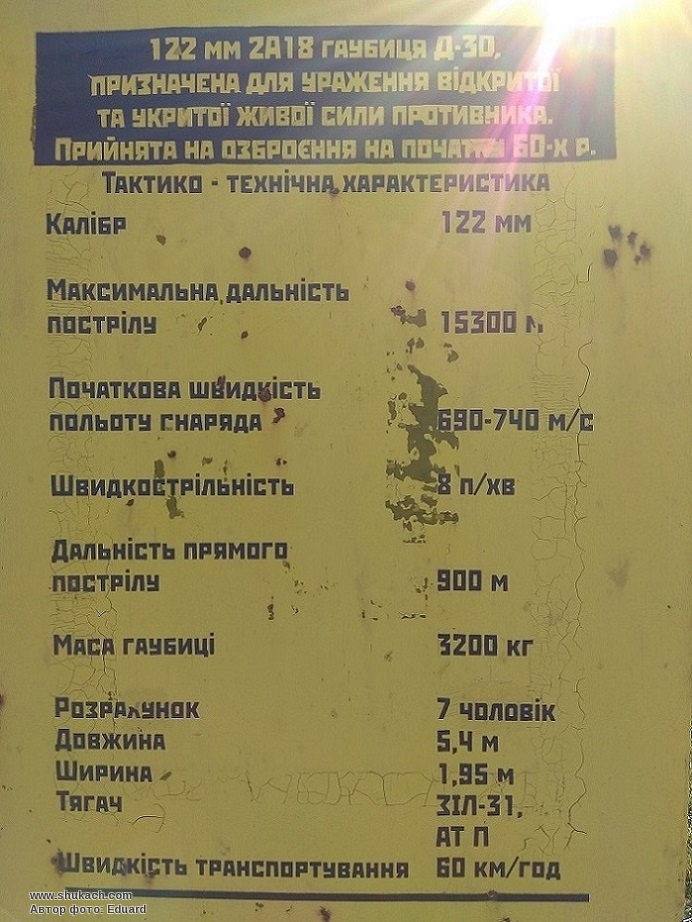 122 мм 2А18 гаубиця Д-30,
призначена для ураження відкритої
та укритої живої сили противника.
Прийнята на озброєння на початку 60-х р.
Тактико - технічна характеристика
Калібр 122 мм
Максимальна дальність
пострілу 15300 м
Початкова швидкість
польоту снаряда 690-740 м/с
Швидкострільність 8 п/хв
Дальність прямого
пострілу 900 м
Маса гаубиці 3200 кг
Розрахунок 7 чоловік
Довжина 5,4 м
Ширина 1,95 м
Тягач ЗІЛ-31,
АТ П
Швидкість транспортування 60 км/год
www.shukach.com
Автор фото: Eduard